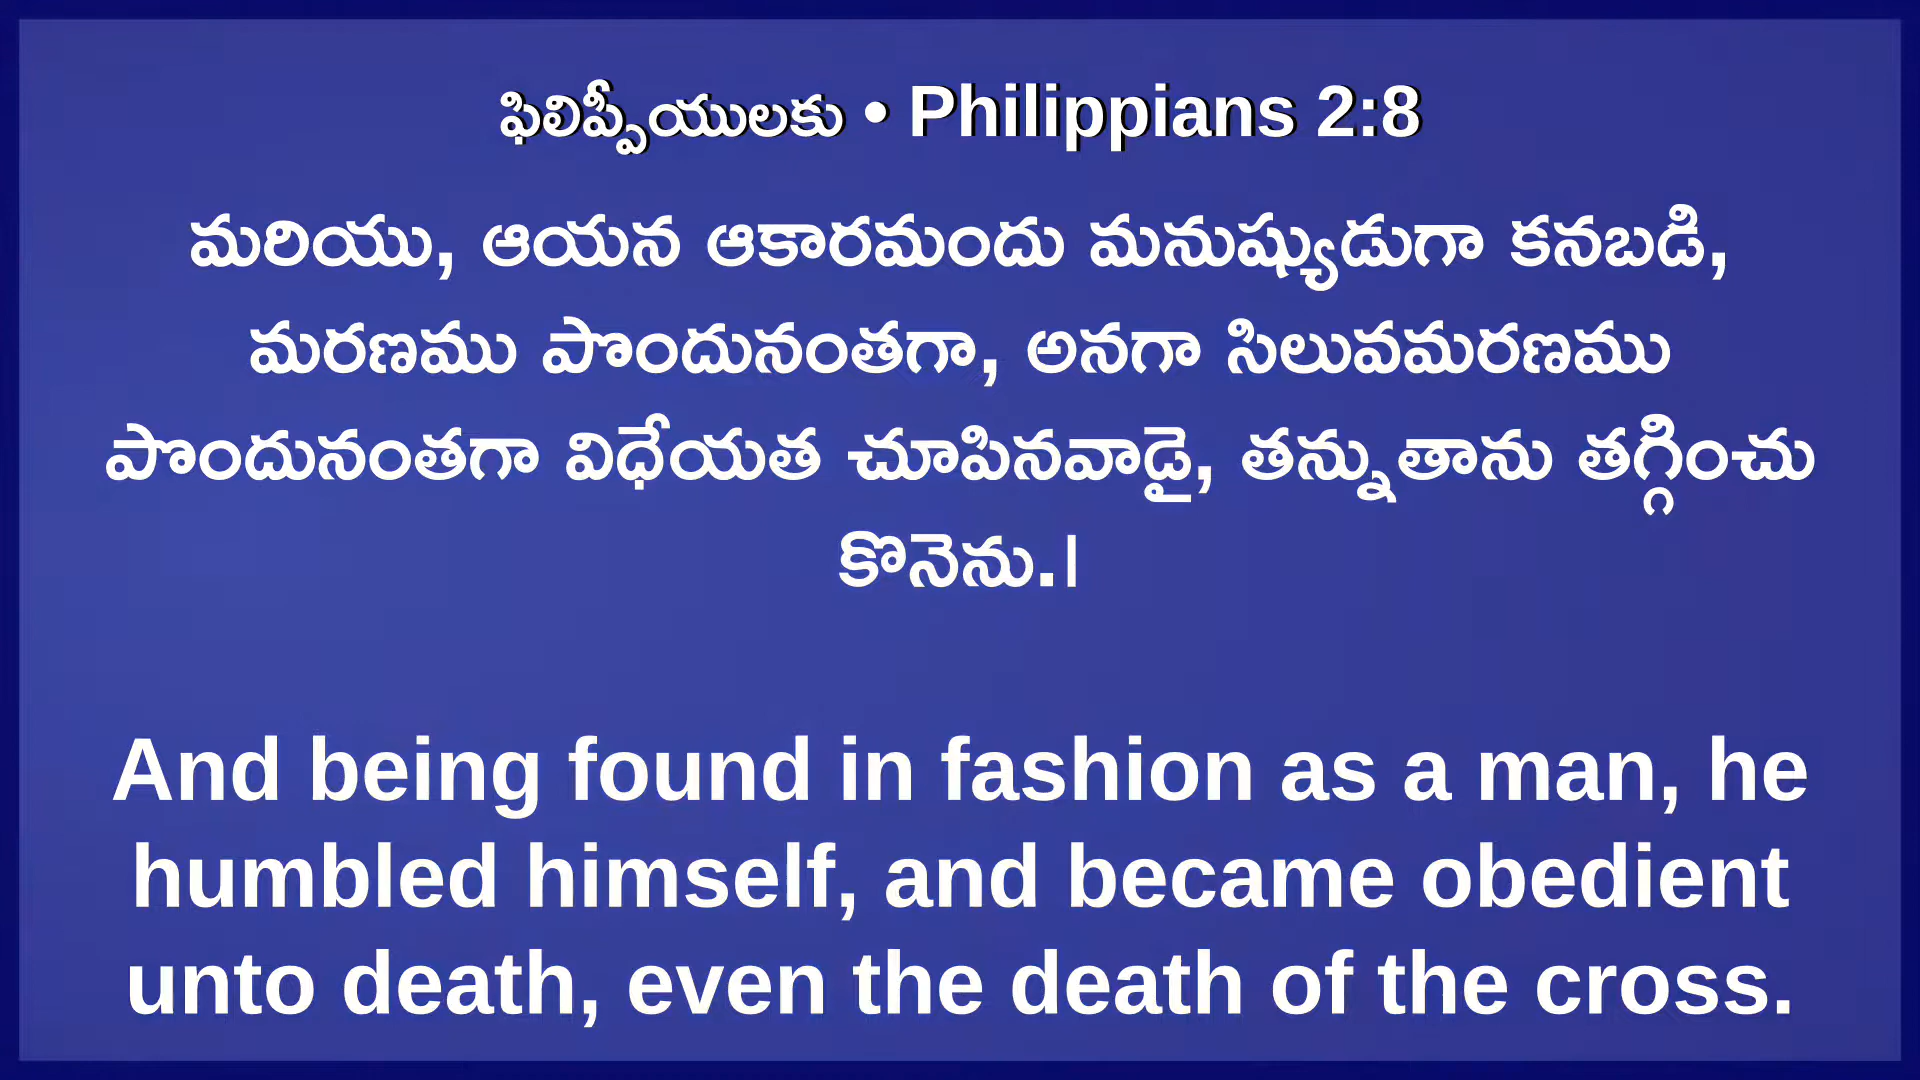 ఫిలిప్పీయులకు • Philippians 2:8
మరియు, ఆయన ఆకారమందు మనుష్యుడుగా కనబడి,
మరణము పొందునంతగా, అనగా సిలువమరణము
పొందునంతగా విధేయత చూపినవాడై, తన్నుతాను తగ్గించు
కొనెను.।
And being found in fashion as a man, he
humbled himself, and became obedient
unto death, even the death of the cross.